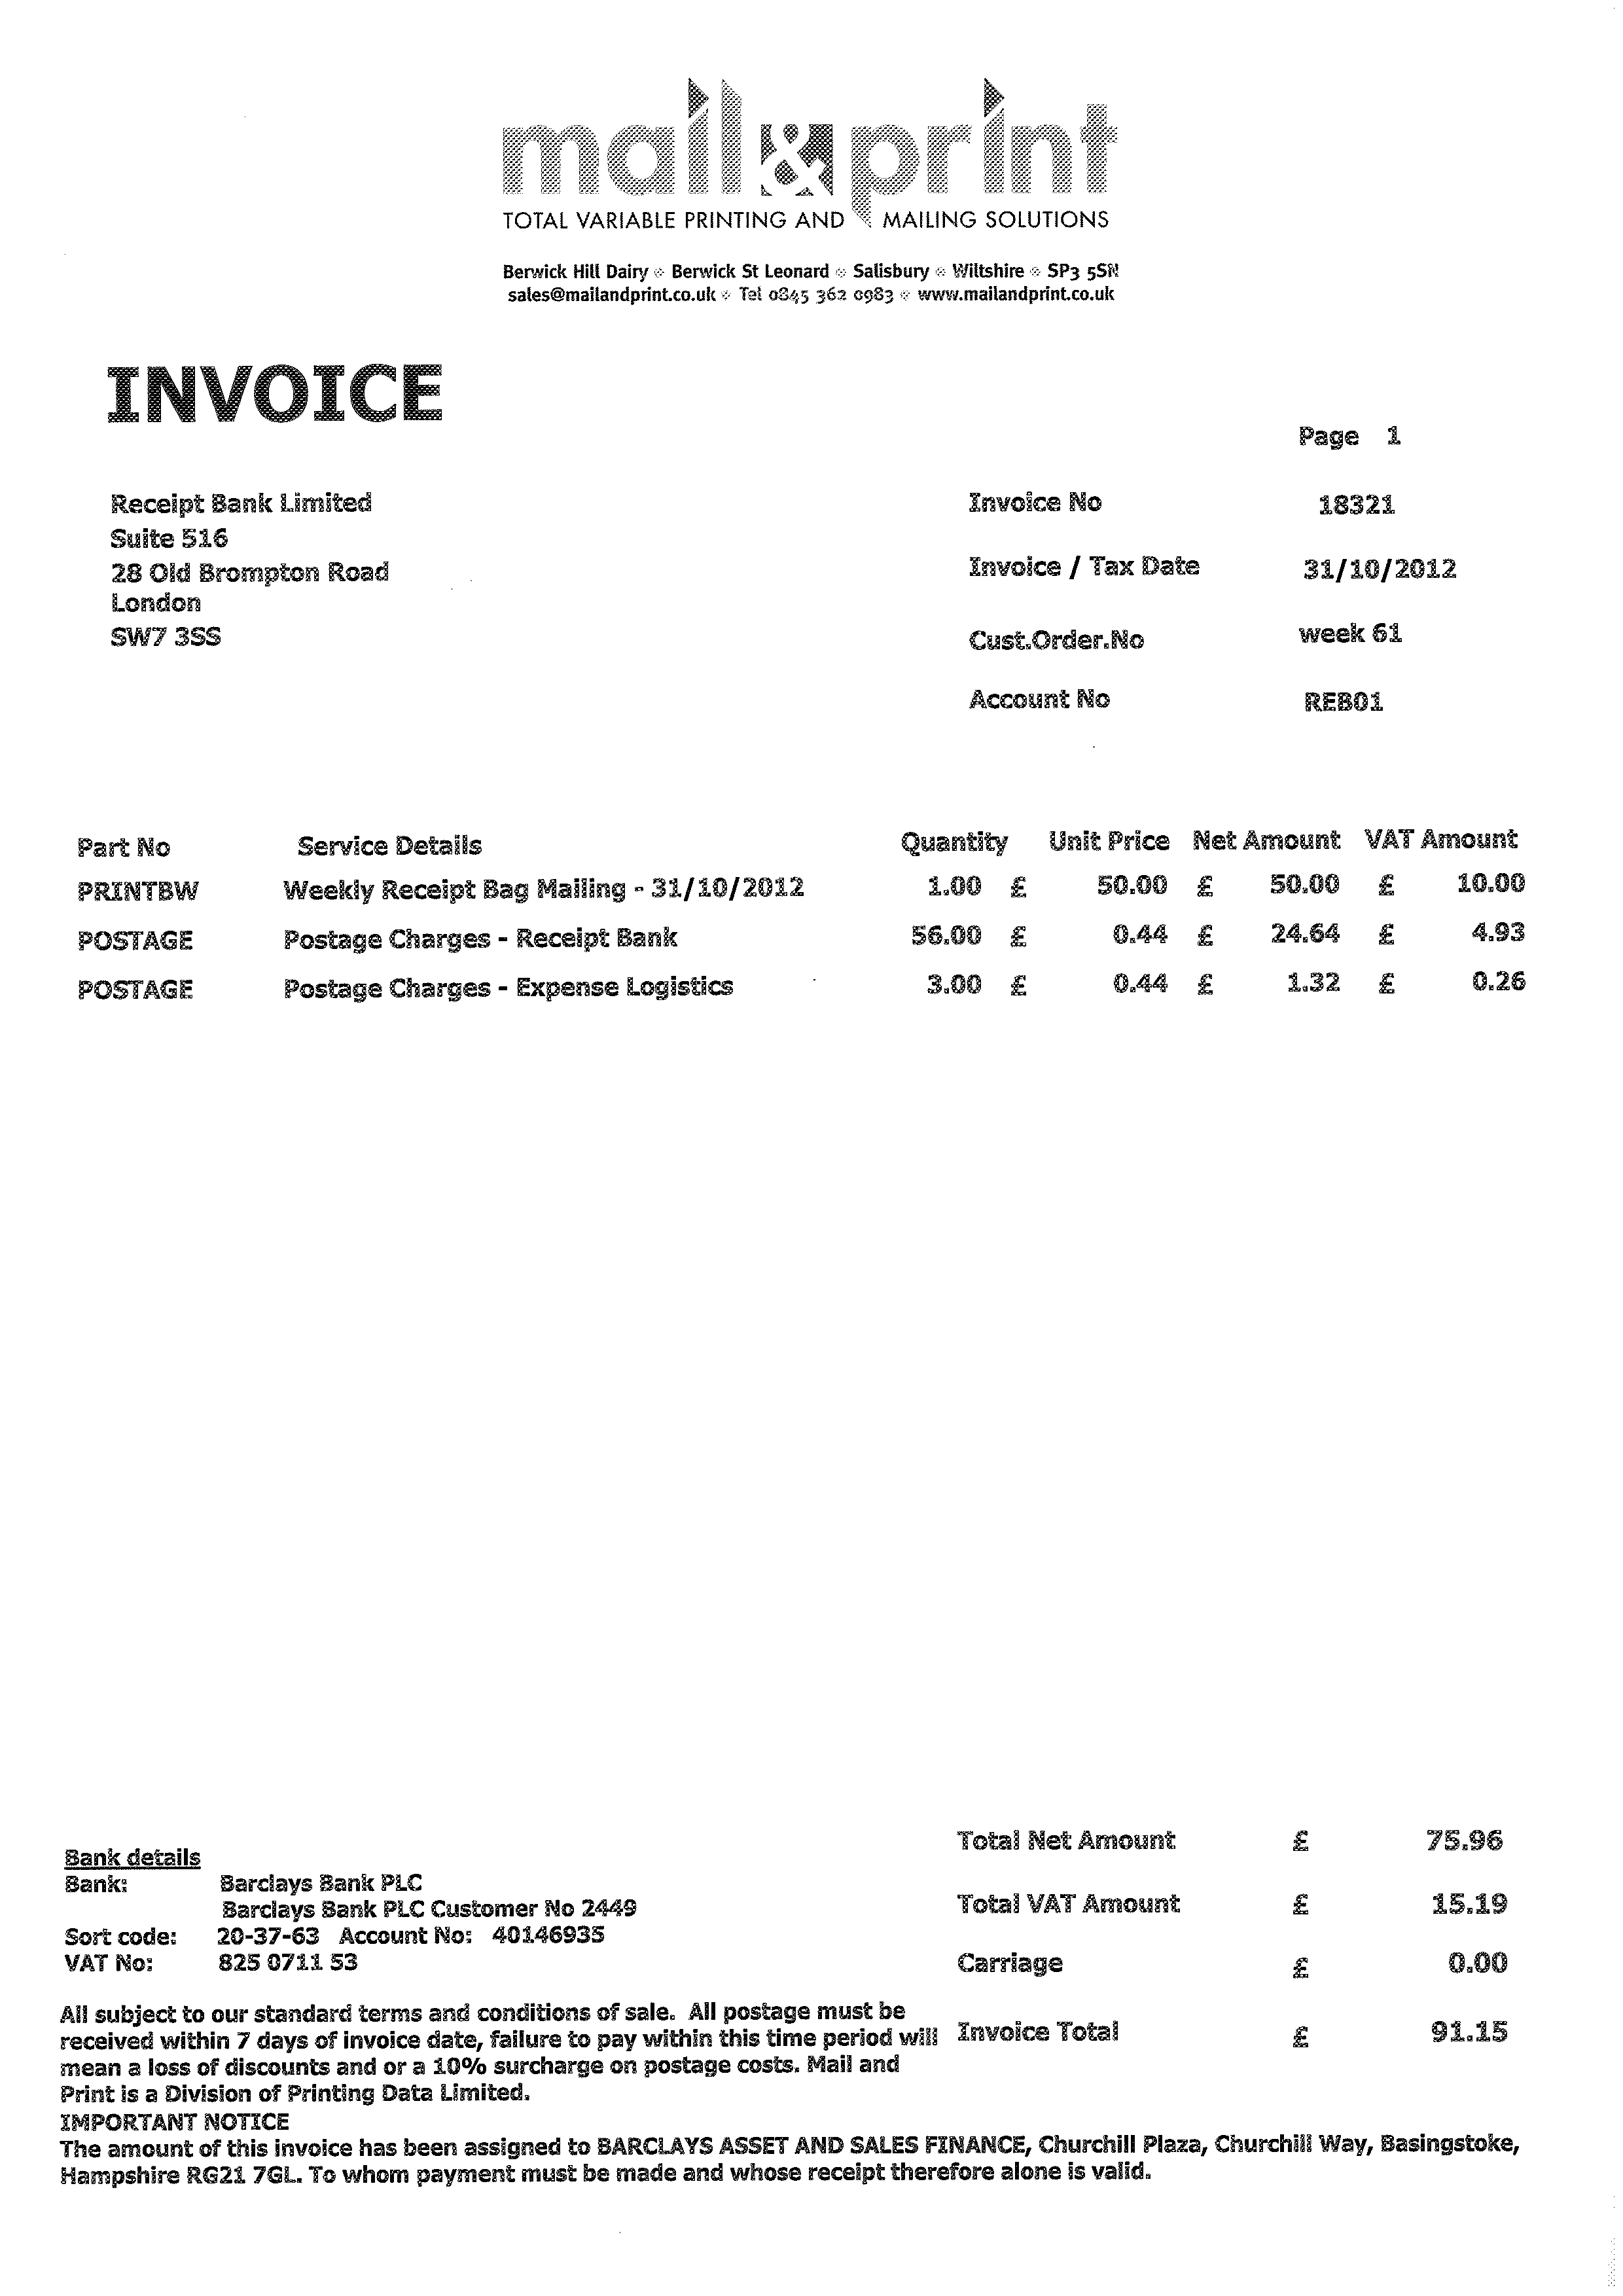 mail&print
TOTAL VARIABLE PRINTING AND MAILING SOLUTIONS
Berwick Hill Dairy ❖ Berwick St Leonard ❖ Salisbury ❖ Wiltshire ❖ SP3 5SN
sales@mailandprint.co.uk ❖ Tel 0845 362 0983 ❖ www.mailandprint.co.uk
INVOICE
Page 1
Receipt Bank Limited
Suite 516
28 Old Brompton Road
London
SW7 3SS
Invoice No 18321
Invoice / Tax Date 31/10/2012
Cust.Order.No week 61
Account No REB01
Part No Service Details Quantity Unit Price Net Amount VAT Amount
PRINTBW Weekly Receipt Bag Mailing - 31/10/2012 1.00 £ 50.00 £ 50.00 £ 10.00
POSTAGE Postage Charges - Receipt Bank 56.00 £ 0.44 £ 24.64 £ 4.93
POSTAGE Postage Charges - Expense Logistics 3.00 £ 0.44 £ 1.32 £ 0.26
Bank details
Bank: Barclays Bank PLC
Barclays Bank PLC Customer No 2449
Sort code: 20-37-63 Account No: 40146935
VAT No: 825 0711 53
Total Net Amount £ 75.96
Total VAT Amount £ 15.19
Carriage £ 0.00
Invoice Total £ 91.15
All subject to our standard terms and conditions of sale. All postage must be
received within 7 days of invoice date, failure to pay within this time period will
mean a loss of discounts and or a 10% surcharge on postage costs. Mail and
Print is a Division of Printing Data Limited.
IMPORTANT NOTICE
The amount of this invoice has been assigned to BARCLAYS ASSET AND SALES FINANCE, Churchill Plaza, Churchill Way, Basingstoke,
Hampshire RG21 7GL. To whom payment must be made and whose receipt therefore alone is valid.